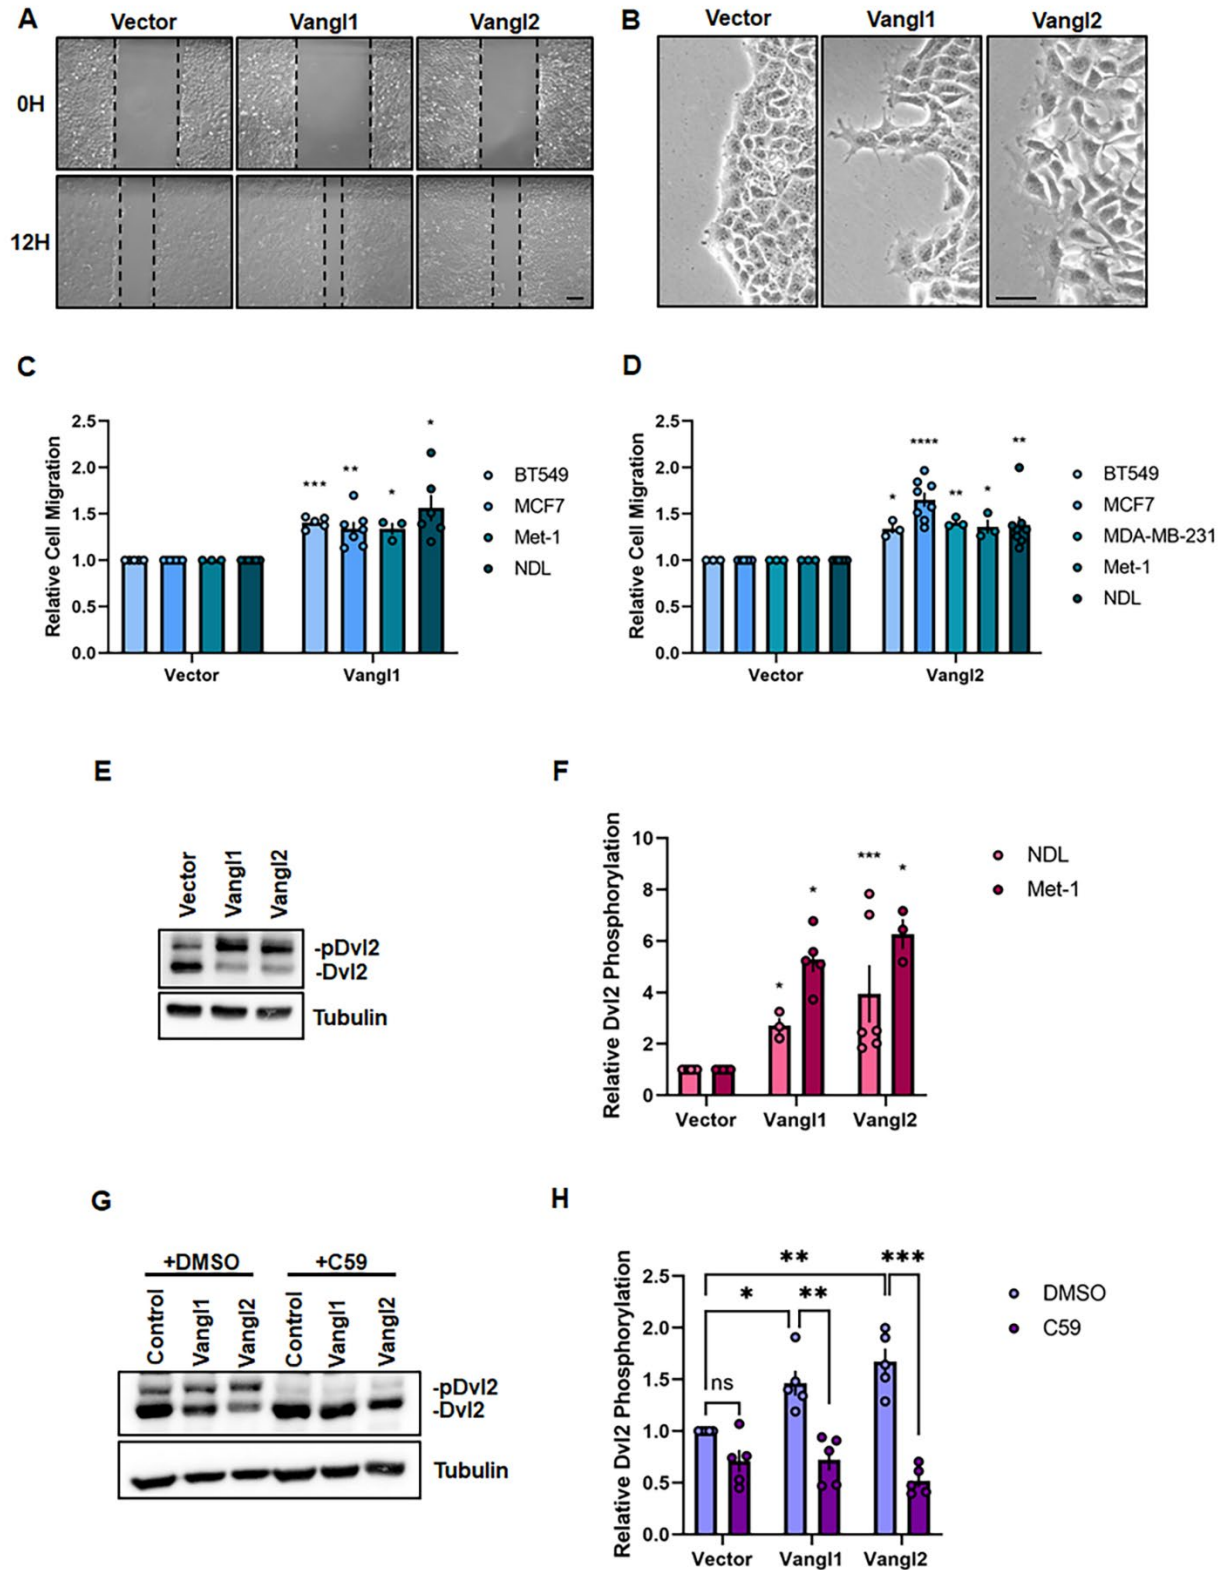 A
Vector
Vangl1
Vangl2
0H
12H
B
Vector
Vangl1
Vangl2
C
Relative Cell Migration
2.5
2.0
1.5
1.0
0.5
0.0
***
**
*
*
Vector
Vangl1
BT549
MCF7
Met-1
NDL
D
Relative Cell Migration
2.5
2.0
1.5
1.0
0.5
0.0
*
****
**
*
**
Vector
Vangl2
BT549
MCF7
MDA-MB-231
Met-1
NDL
E
Vector
Vangl1
Vangl2
-pDvl2
-Dvl2
Tubulin
F
Relative Dvl2 Phosphorylation
10
8
6
4
2
0
*
*
***
*
Vector
Vangl1
Vangl2
NDL
Met-1
G
+DMSO
+C59
Control
Vangl1
Vangl2
Control
Vangl1
Vangl2
-pDvl2
-Dvl2
Tubulin
H
Relative Dvl2 Phosphorylation
2.5
2.0
1.5
1.0
0.5
0.0
**
***
*
**
ns
Vector
Vangl1
Vangl2
DMSO
C59